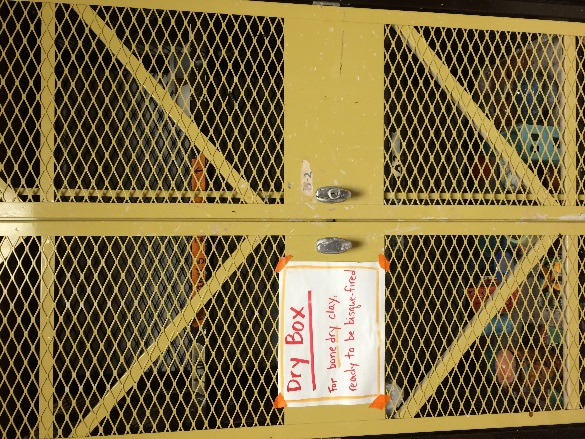 Dry Box
For bone dry clay,
ready to be bisque-fired